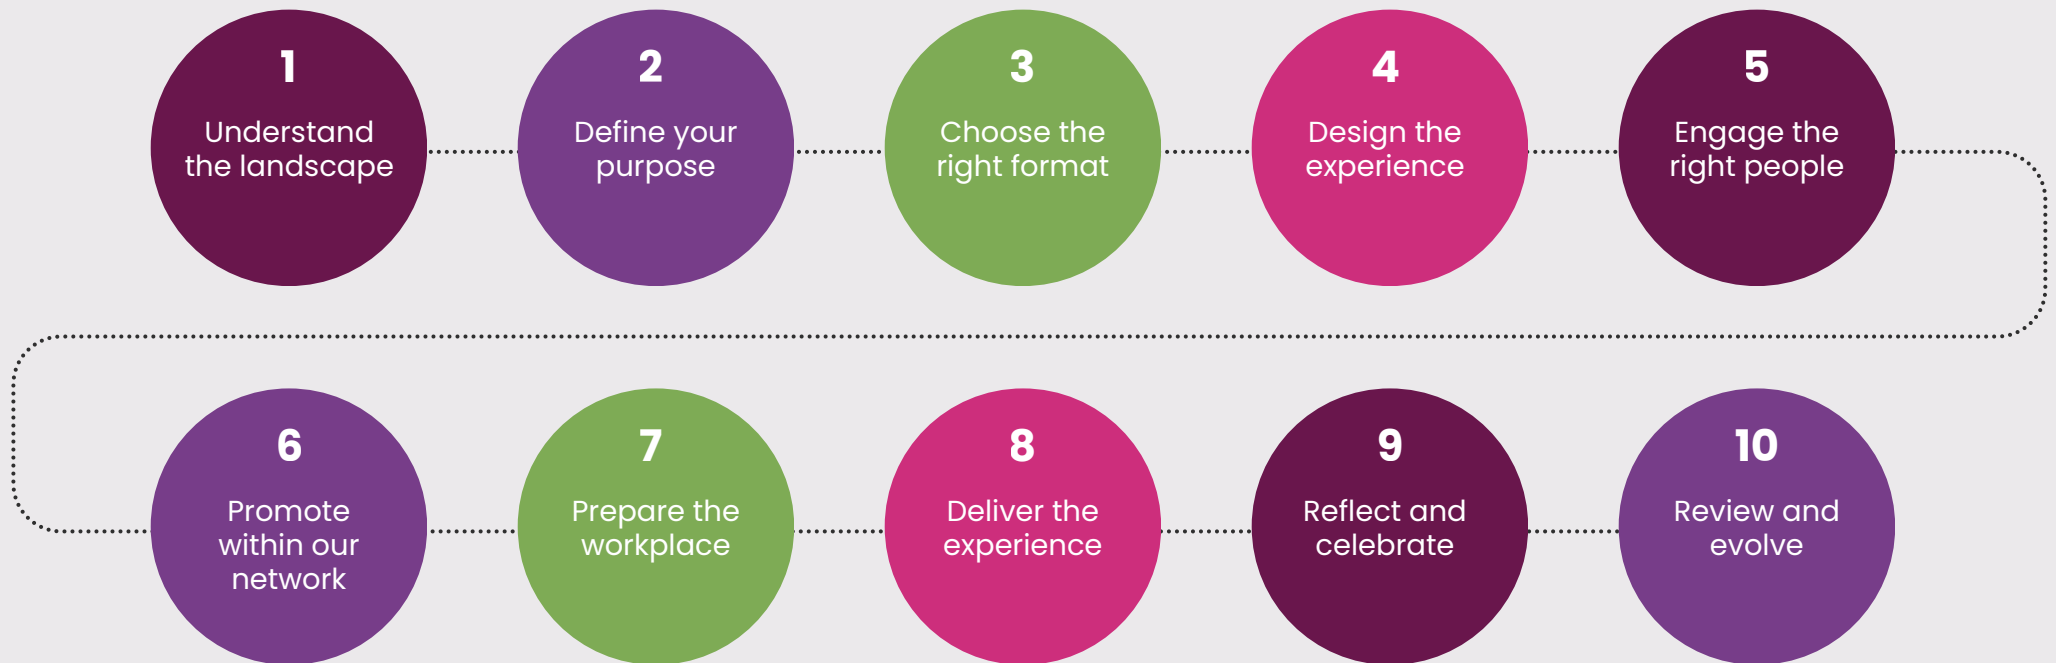 1
Understand
the landscape
2
Define your
purpose
3
Choose the
right format
4
Design the
experience
5
Engage the
right people
6
Promote
within our
network
7
Prepare the
workplace
8
Deliver the
experience
9
Reflect and
celebrate
10
Review and
evolve